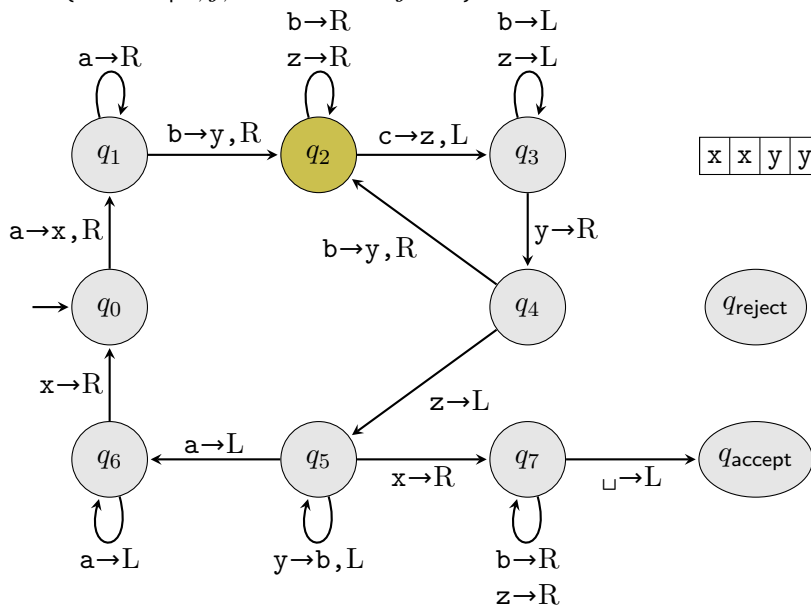 b→R b→L
a→R z→R z→L
q1 b→y,R q2 c→z,L q3 x x y y
a→x,R b→y,R y→R
q0 q4 qreject
x→R z→L
q6 a→L q5 x→R q7 ␣→L qaccept
a→L y→b,L b→R
z→R